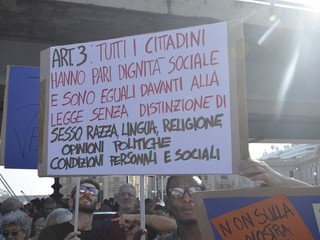 ART. 3: TUTTI I CITTADINI
HANNO PARI DIGNITÀ SOCIALE
E SONO EGUALI DAVANTI ALLA
LEGGE SENZA DISTINZIONE DI
SESSO RAZZA, LINGUA, RELIGIONE
OPINIONI POLITICHE
CONDIZIONI PERSONALI E SOCIALI
NON SULLA
NOSTRA